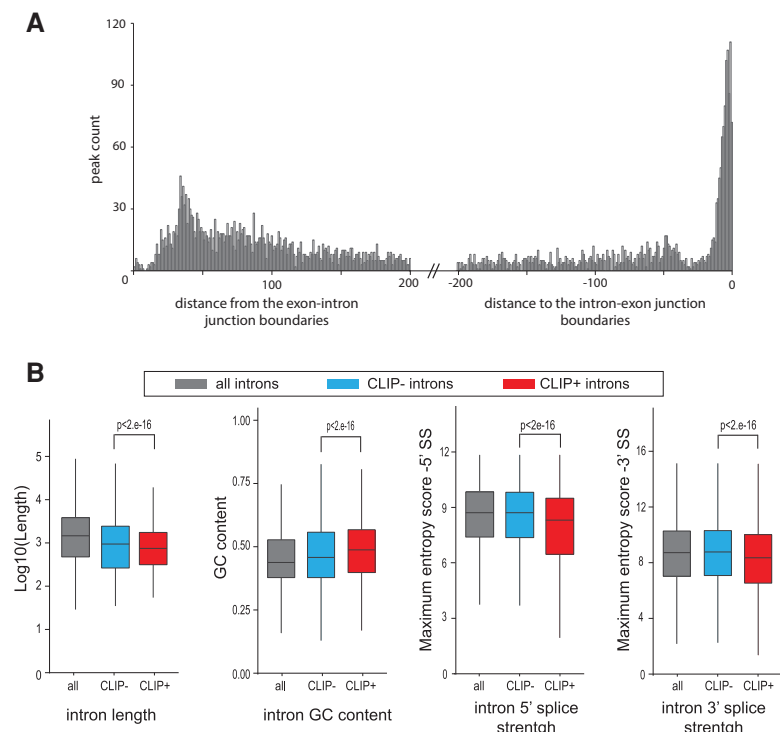 A
120
90
60
30
0
peak count
0
100
200
//
-200
-100
0
distance from the exon-intron
junction boundaries
distance to the intron-exon junction
boundaries
B
all introns
CLIP- introns
CLIP+ introns
p<2.e-16
5
4
3
2
1
0
Log10(Length)
all
CLIP-
CLIP+
intron length
p<2.e-16
1.00
0.75
0.50
0.25
0.00
GC content
all
CLIP-
CLIP+
intron GC content
p<2e-16
12
9
6
3
0
Maximum entropy score -5' SS
all
CLIP-
CLIP+
intron 5' splice
strentgh
p<2.e-16
16
12
8
4
0
Maximum entropy score -3' SS
all
CLIP-
CLIP+
intron 3' splice
strentgh